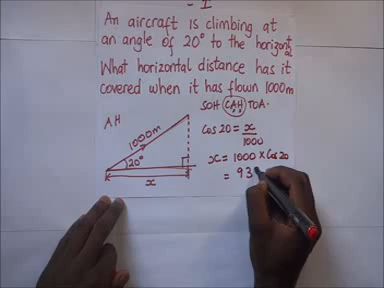 - 1
An aircraft is climbing at
an angle of 20° to the horizontal
What horizontal distance has it
covered when it has flown 1000m
SOH CAH TOA.
AH
1000m
20°
x
Cos 20 = x
1000
x = 1000 x Cos 20
= 93